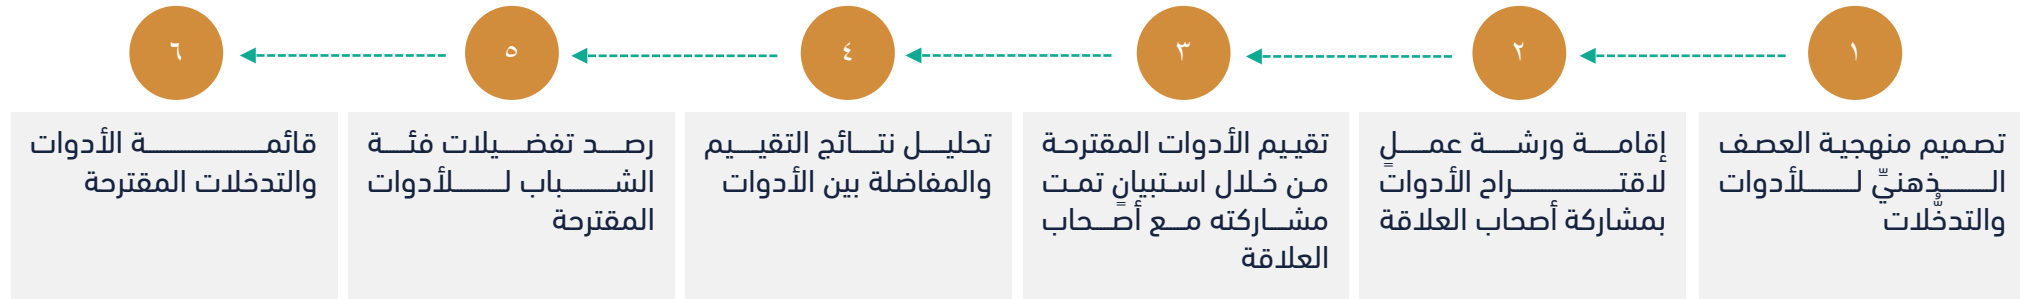 ١
تصميم منهجية العصف
الذهنيِّ للأدوات
والتدخُّلات
٢
إقامة ورشة عملٍ
لاقتراح الأدوات
بمشاركة أصحاب العلاقة
٣
تقييم الأدوات المقترحة
من خلال استبيانٍ تمت
مشاركته مع أصحاب
العلاقة
٤
تحليل نتائج التقييم
والمفاضلة بين الأدوات
٥
رصد تفضيلات فئة
الشباب للأدوات
المقترحة
٦
قائمة الأدوات
والتدخلات المقترحة